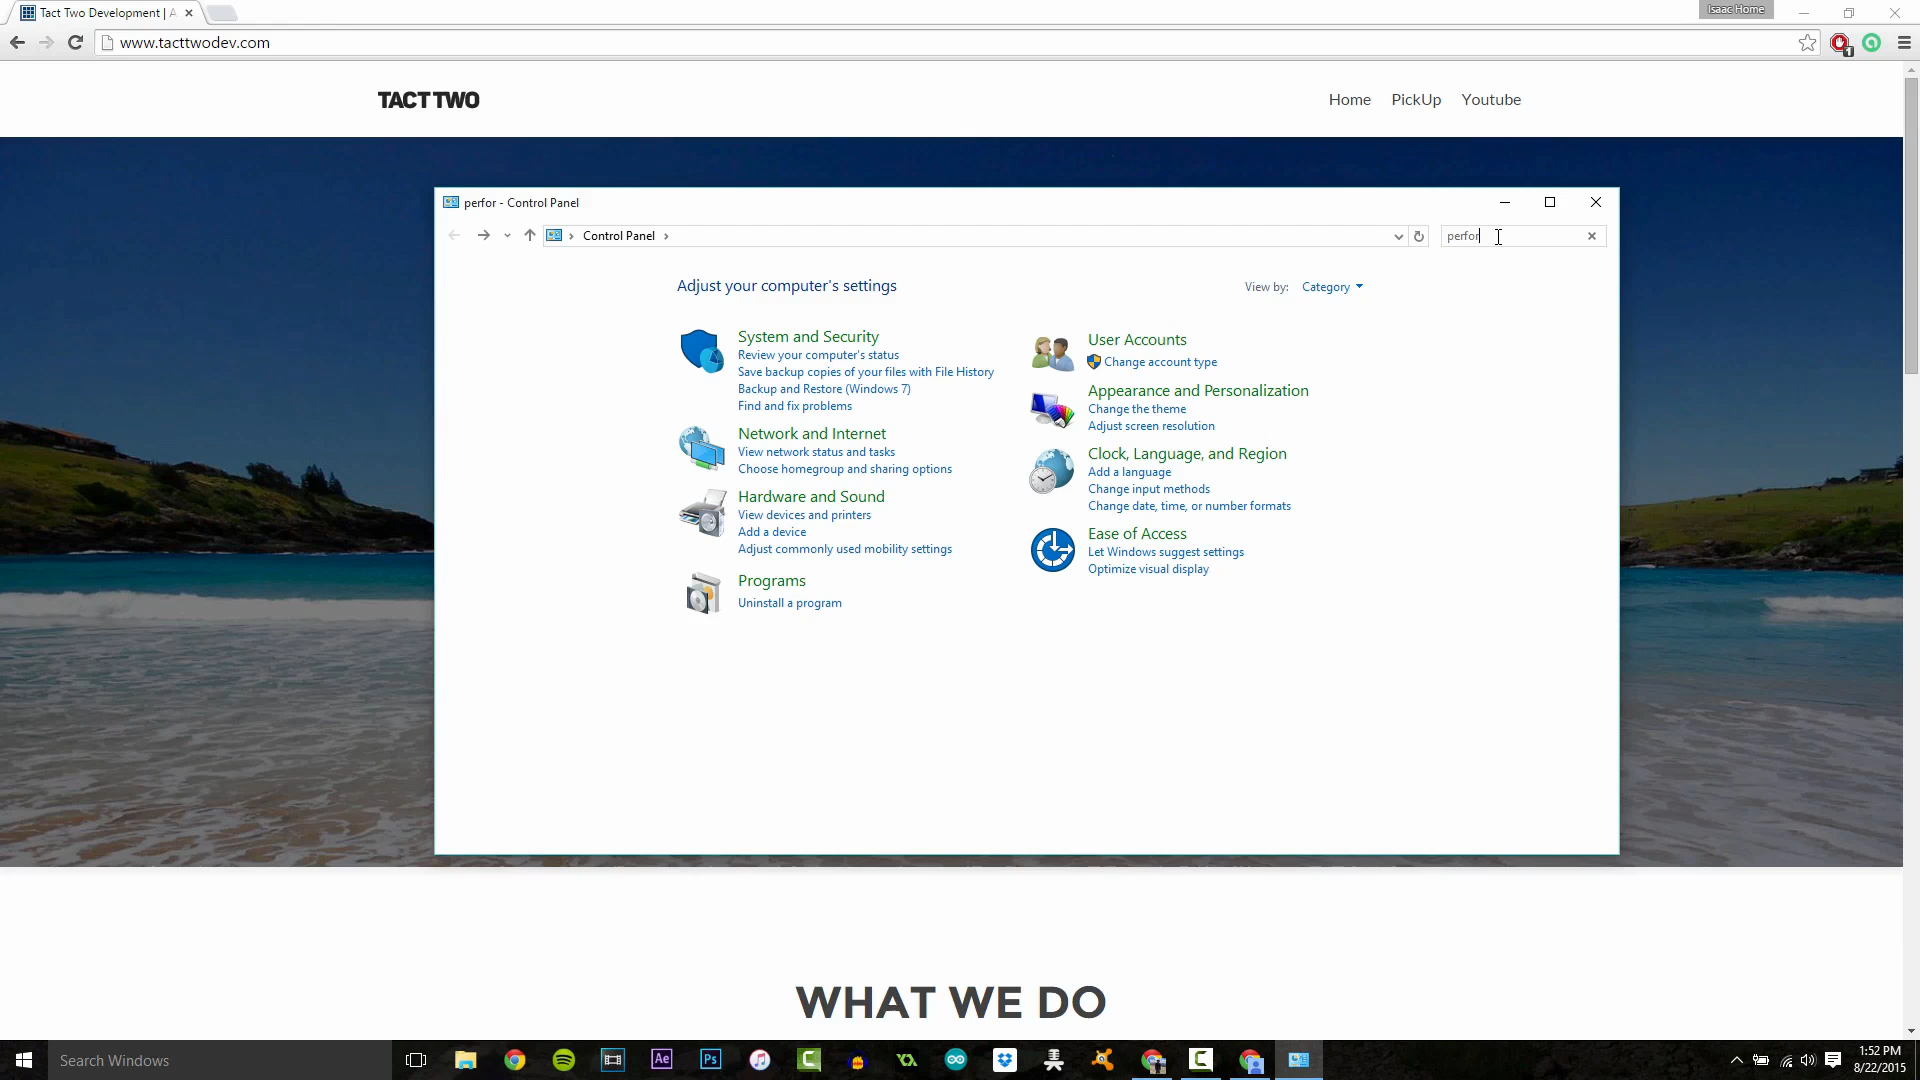 Tact Two Development | A
Isaac Home
www.tacttwodev.com
1
TACT TWO
Home PickUp Youtube
perfor - Control Panel
Control Panel
perfor
Adjust your computer's settings
View by: Category
System and Security
Review your computer's status
Save backup copies of your files with File History
Backup and Restore (Windows 7)
Find and fix problems
Network and Internet
View network status and tasks
Choose homegroup and sharing options
Hardware and Sound
View devices and printers
Add a device
Adjust commonly used mobility settings
Programs
Uninstall a program
User Accounts
Change account type
Appearance and Personalization
Change the theme
Adjust screen resolution
Clock, Language, and Region
Add a language
Change input methods
Change date, time, or number formats
Ease of Access
Let Windows suggest settings
Optimize visual display
WHAT WE DO
Search Windows
Ae
Ps
C
C
1:52 PM
8/22/2015